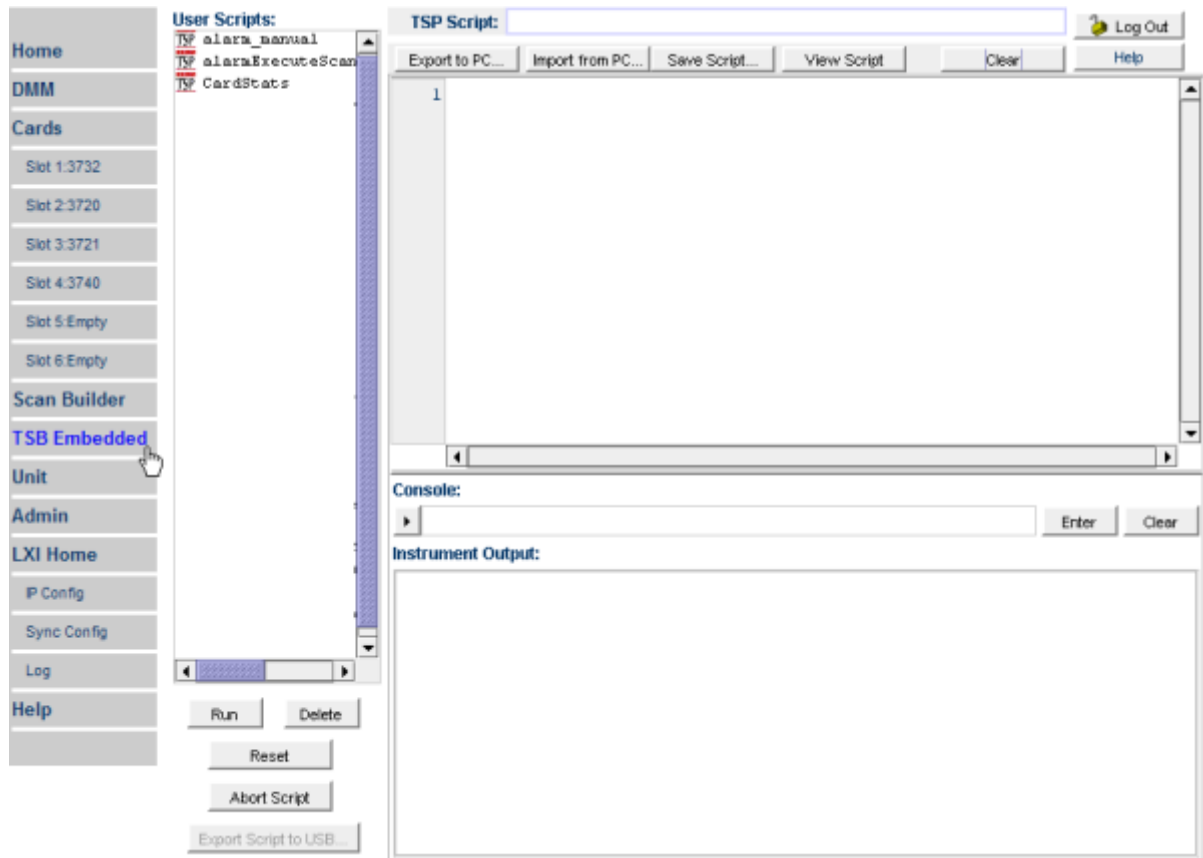 Home
DMM
Cards
Slot 1:3732
Slot 2:3720
Slot 3:3721
Slot 4:3740
Slot 5:Empty
Slot 6:Empty
Scan Builder
TSB Embedded
Unit
Admin
LXI Home
IP Config
Sync Config
Log
Help
User Scripts:
TSP alarm_manual
TSP alarmExecuteScan
TSP CardStats
Run Delete
Reset
Abort Script
Export Script to USB...
TSP Script:
Log Out
Export to PC... Import from PC... Save Script... View Script Clear Help
1
Console:
Enter Clear
Instrument Output: